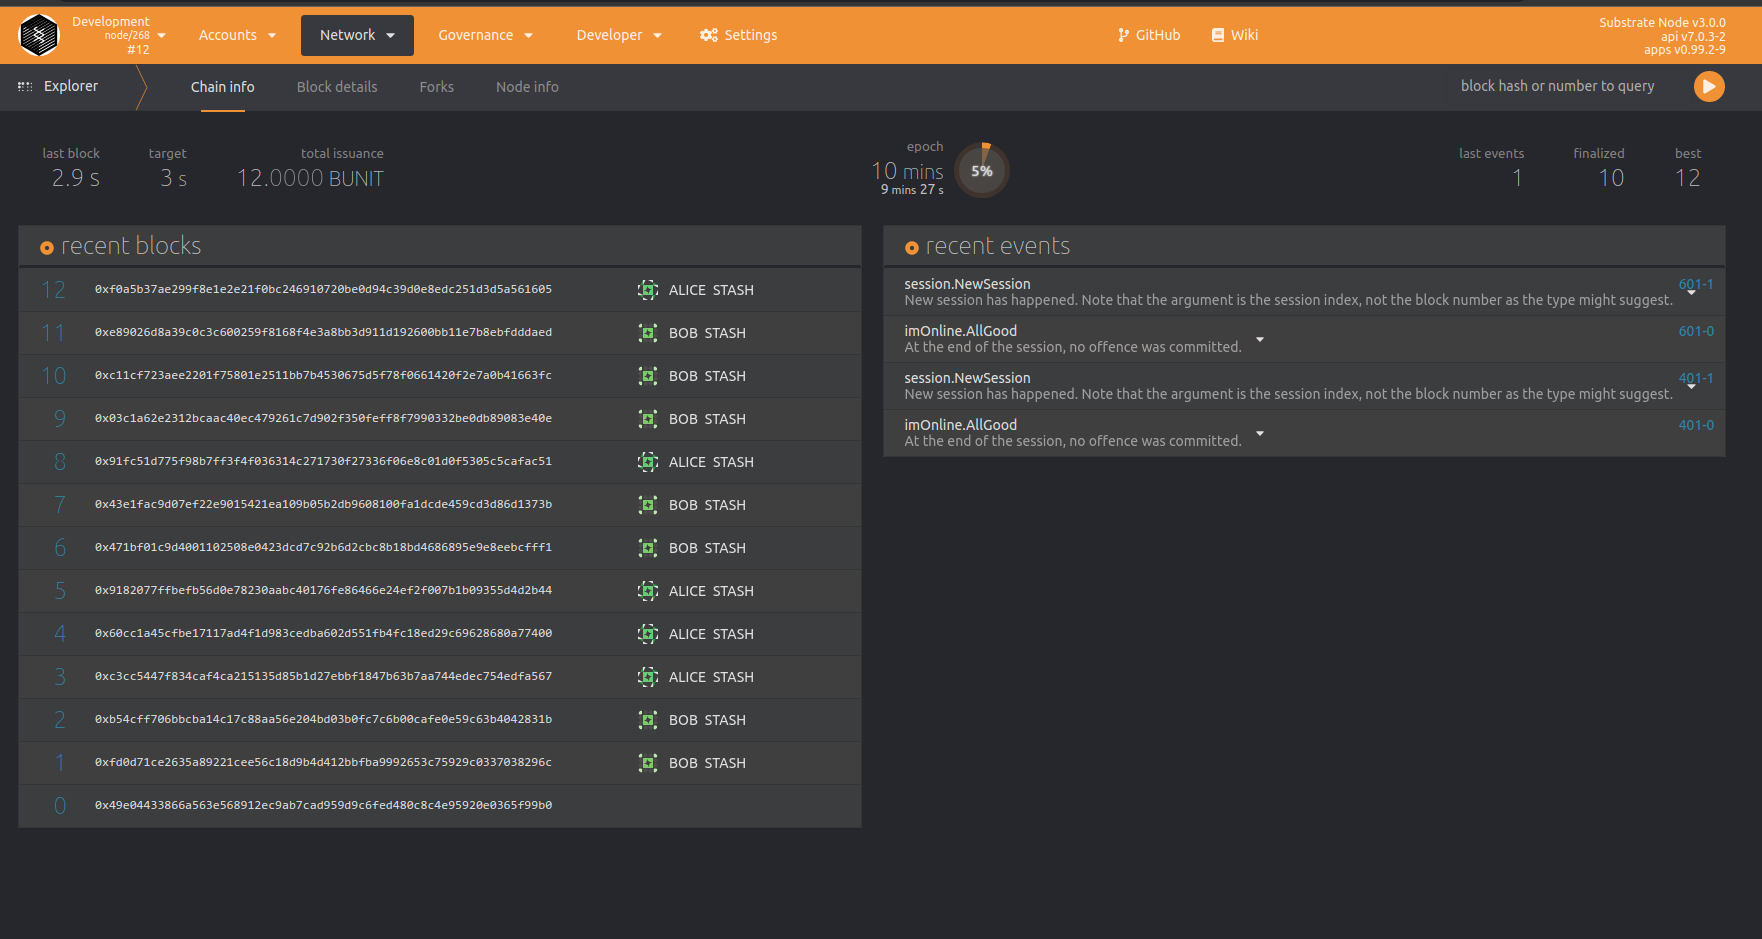 Development
node/268
#12
Accounts
Network
Governance
Developer
Settings
GitHub
Wiki
Substrate Node v3.0.0
api v7.0.3-2
apps v0.99.2-9
Explorer
Chain info
Block details
Forks
Node info
block hash or number to query
last block
2.9 s
target
3 s
total issuance
12.0000 BUNIT
epoch
10 mins
9 mins 27 s
5%
last events
1
finalized
10
best
12
recent blocks
12 0xf0a5b37ae299f8e1e2e21f0bc246910720be0d94c39d0e8edc251d3d5a561605 ALICE STASH
11 0xe89026d8a39c0c3c600259f8168f4e3a8bb3d911d192600bb11e7b8ebfdddaed BOB STASH
10 0xc11cf723aee2201f75801e2511bb7b4530675d5f78f0661420f2e7a0b41663fc BOB STASH
9 0x03c1a62e2312bcaac40ec479261c7d902f350feff8f7990332be0db89083e40e BOB STASH
8 0x91fc51d775f98b7ff3f4f036314c271730f27336f06e8c01d0f5305c5cafac51 ALICE STASH
7 0x43e1fac9d07ef22e9015421ea109b05b2db9608100fa1dcde459cd3d86d1373b BOB STASH
6 0x471bf01c9d4001102508e0423dcd7c92b6d2cbc8b18bd4686895e9e8eebcfff1 BOB STASH
5 0x9182077ffbefb56d0e78230aabc40176fe86466e24ef2f007b1b09355d4d2b44 ALICE STASH
4 0x60cc1a45cfbe17117ad4f1d983cedba602d551fb4fc18ed29c69628680a77400 ALICE STASH
3 0xc3cc5447f834caf4ca215135d85b1d27ebbf1847b63b7aa744edec754edfa567 ALICE STASH
2 0xb54cff706bbcba14c17c88aa56e204bd03b0fc7c6b00cafe0e59c63b4042831b BOB STASH
1 0xfd0d71ce2635a89221cee56c18d9b4d412bbfba9992653c75929c0337038296c BOB STASH
0 0x49e04433866a563e568912ec9ab7cad959d9c6fed480c8c4e95920e0365f99b0
recent events
session.NewSession 601-1
New session has happened. Note that the argument is the session index, not the block number as the type might suggest.
imOnline.AllGood 601-0
At the end of the session, no offence was committed.
session.NewSession 401-1
New session has happened. Note that the argument is the session index, not the block number as the type might suggest.
imOnline.AllGood 401-0
At the end of the session, no offence was committed.